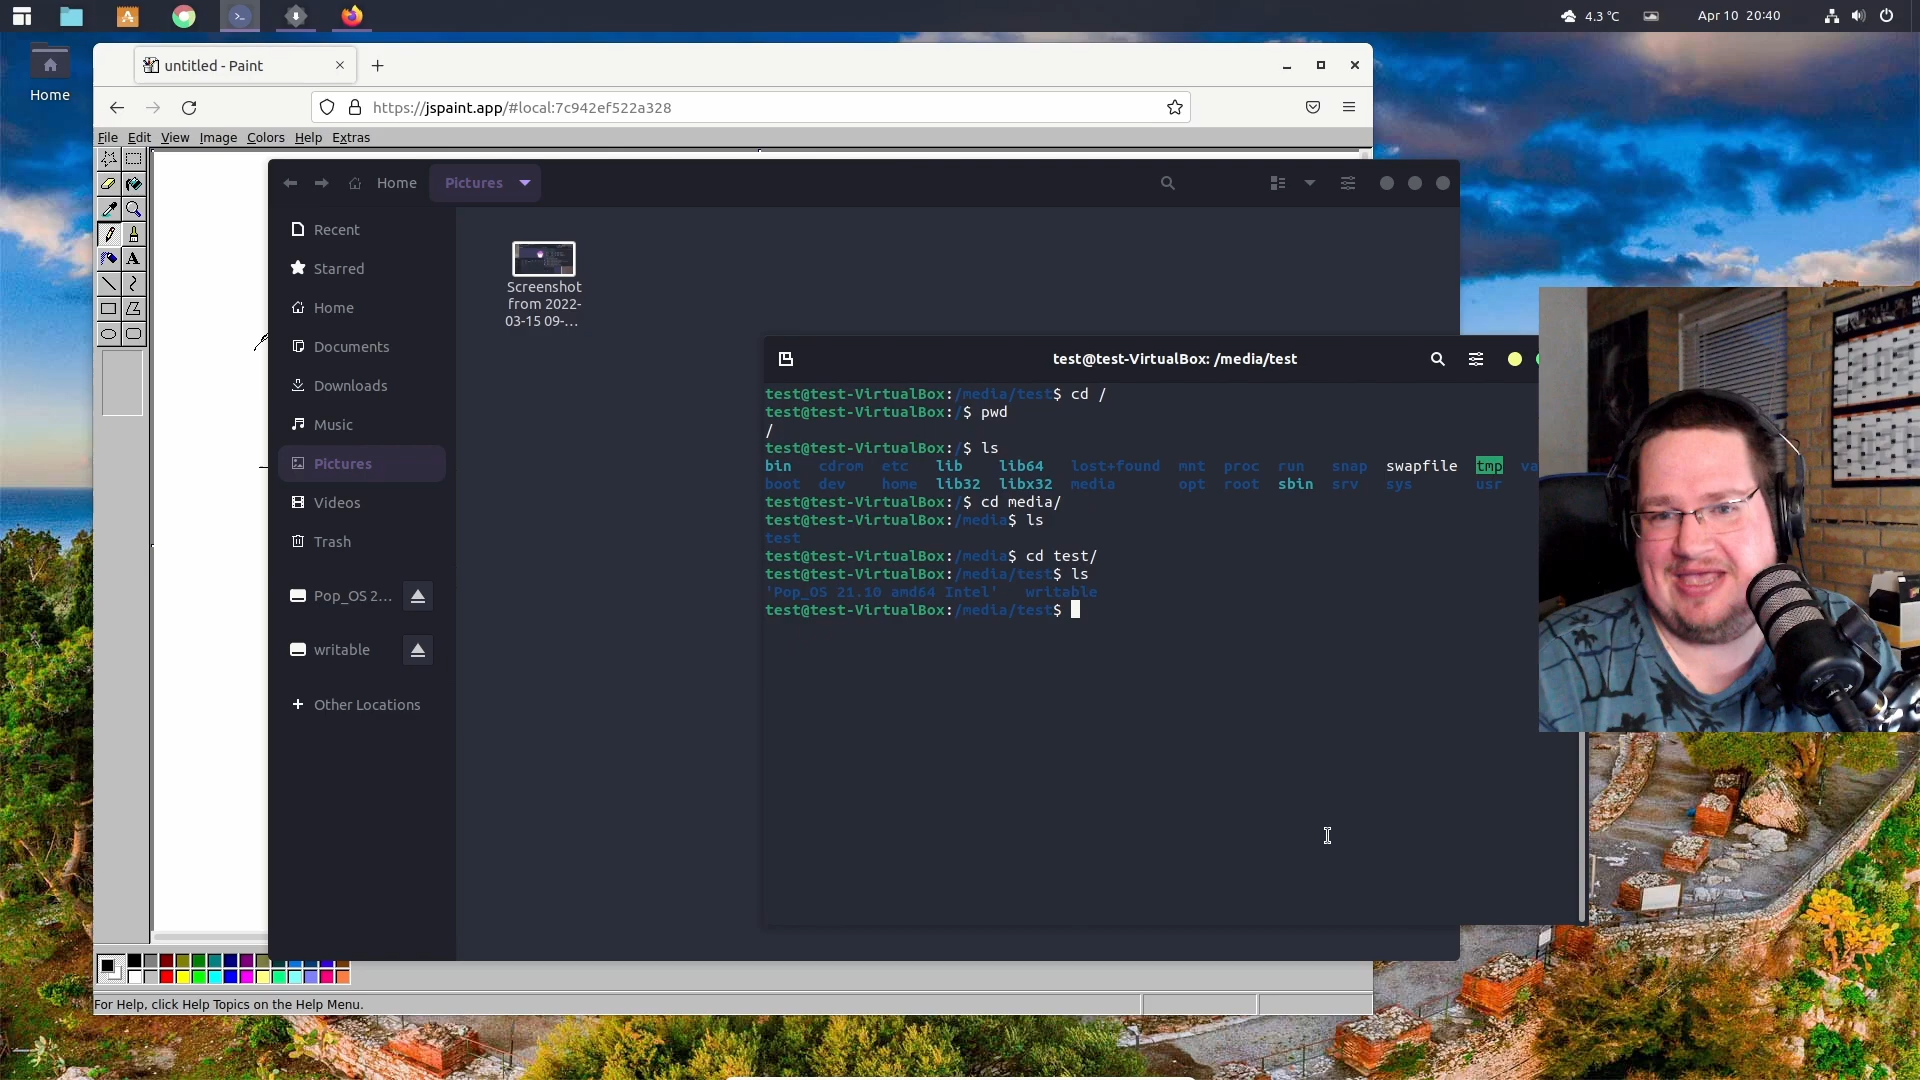 4.3 °C
Apr 10 20:40
Home
untitled - Paint
https://jspaint.app/#local:7c942ef522a328
File Edit View Image Colors Help Extras
Home Pictures
Recent
Starred
Home
Documents
Downloads
Music
Pictures
Videos
Trash
Pop_OS 2...
writable
Other Locations
Screenshot
from 2022-
03-15 09-...
test@test-VirtualBox: /media/test
test@test-VirtualBox:/media/test$ cd /
test@test-VirtualBox:/$ pwd
/
test@test-VirtualBox:/$ ls
bin cdrom etc lib lib64 lost+found mnt proc run snap swapfile tmp va
boot dev home lib32 libx32 media opt root sbin srv sys usr
test@test-VirtualBox:/$ cd media/
test@test-VirtualBox:/media$ ls
test
test@test-VirtualBox:/media$ cd test/
test@test-VirtualBox:/media/test$ ls
'Pop_OS 21.10 amd64 Intel' writable
test@test-VirtualBox:/media/test$
A
For Help, click Help Topics on the Help Menu.